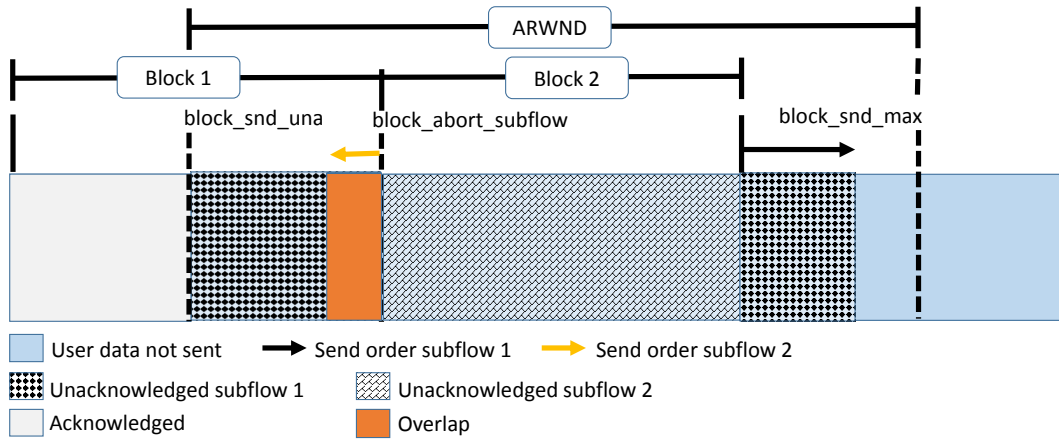 ARWND
Block 1
Block 2
block_snd_una
block_abort_subflow
block_snd_max
User data not sent
Send order subflow 1
Send order subflow 2
Unacknowledged subflow 1
Unacknowledged subflow 2
Acknowledged
Overlap